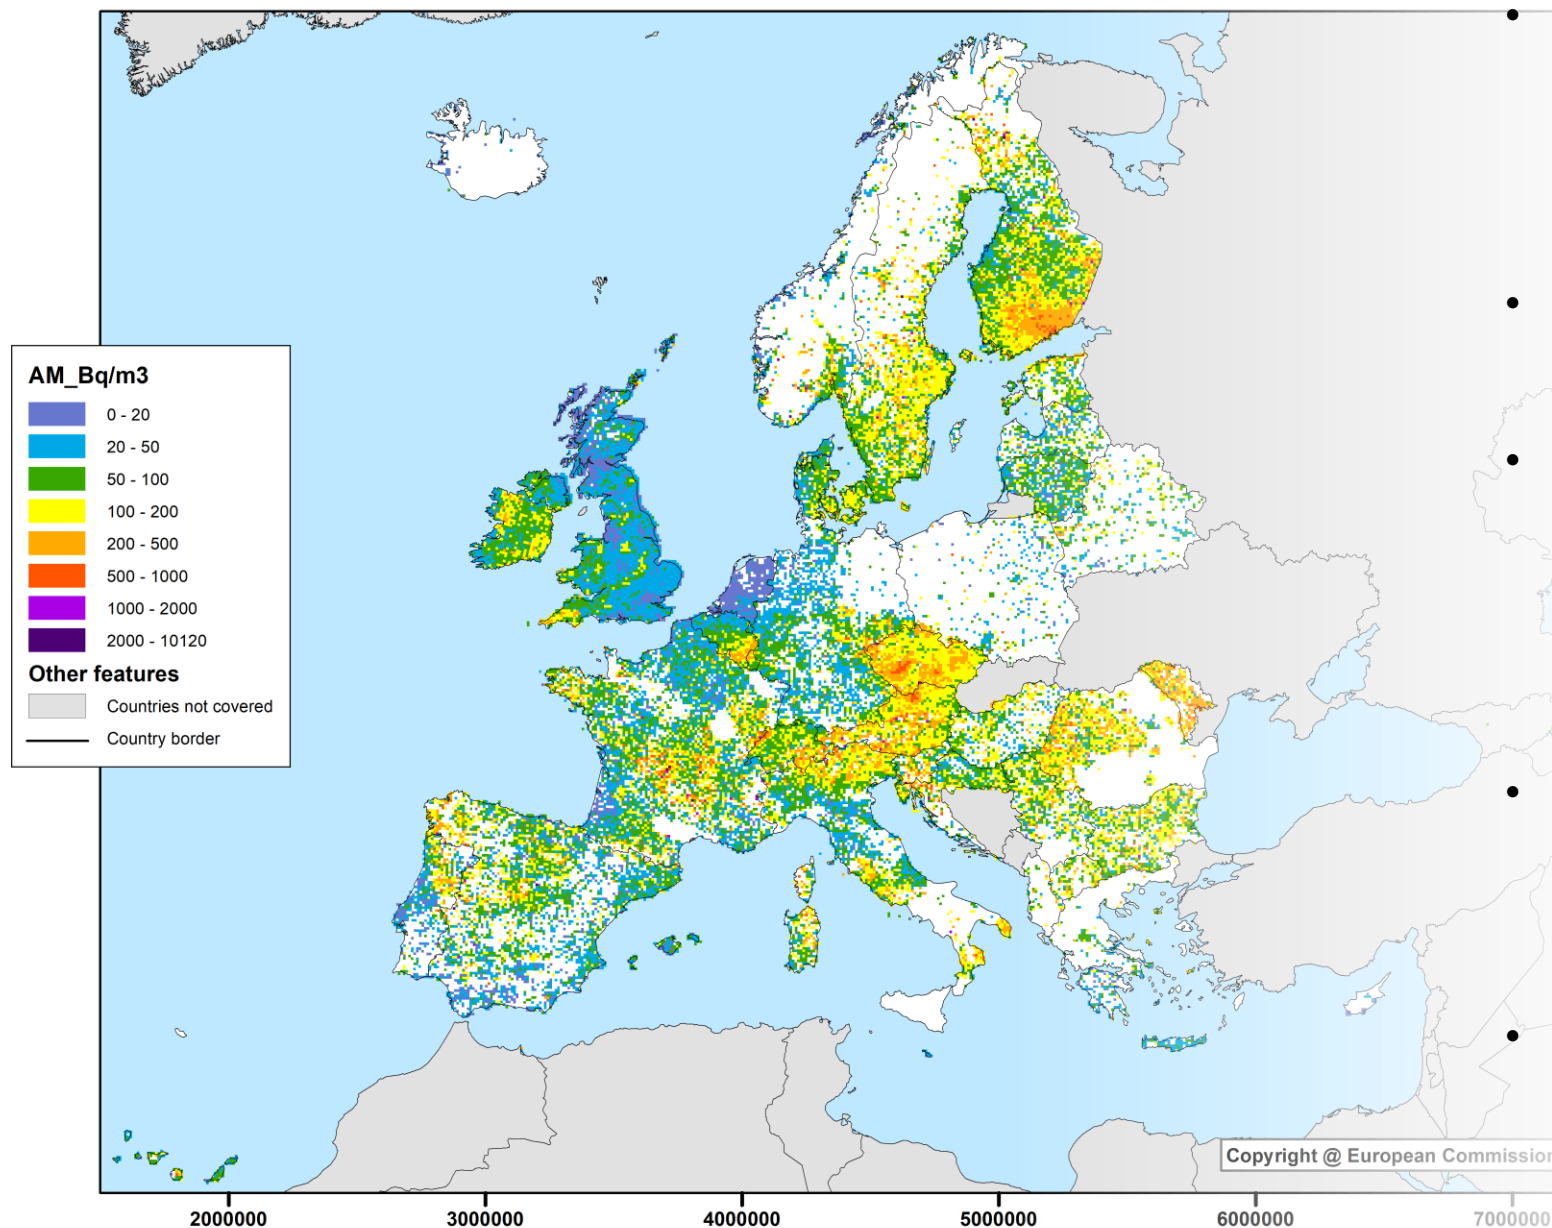 AM_Bq/m3
0 - 20
20 - 50
50 - 100
100 - 200
200 - 500
500 - 1000
1000 - 2000
2000 - 10120
Other features
Countries not covered
Country border
Copyright @ European Commission
2000000
3000000
4000000
5000000
6000000
7000000